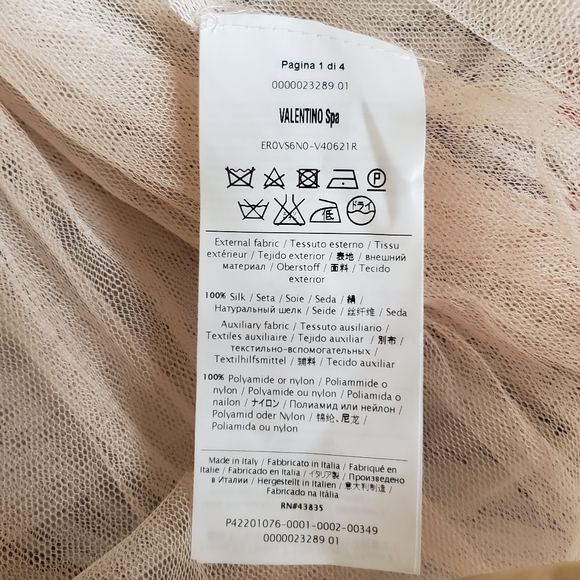 Pagina 1 di 4
0000023289 01
VALENTINO Spa
ER0VS6N0-V40621R
P
低 ドライ
External fabric / Tessuto esterno / Tissu
extérieur / Tejido exterior / 表地 / внешний
материал / Oberstoff / 面料 / Tecido
exterior
100% Silk / Seta / Soie / Seda / 絹 /
Натуральный шелк / Seide / 丝纤维 / Seda
Auxiliary fabric / Tessuto ausiliario /
Textiles auxiliaire / Tejido auxiliar / 別布 /
текстильно-вспомогательных /
Textilhilfsmittel / 辅料 / Tecido auxiliar
100% Polyamide or nylon / Poliammide o
nylon / Polyamide ou nylon / Poliamida o
nailon / ナイロン / Полиамид или нейлон /
Polyamid oder Nylon / 锦纶、尼龙 /
Poliamida ou nylon
Made in Italy / Fabbricato in Italia / Fabriqué en
Italie / Fabricado en Italia / イタリア製 / Произведено
в Италии / Hergestellt in Italien / 意大利制造 /
Fabricado na Itália
RN#43835
P42201076-0001-0002-00349
0000023289 01